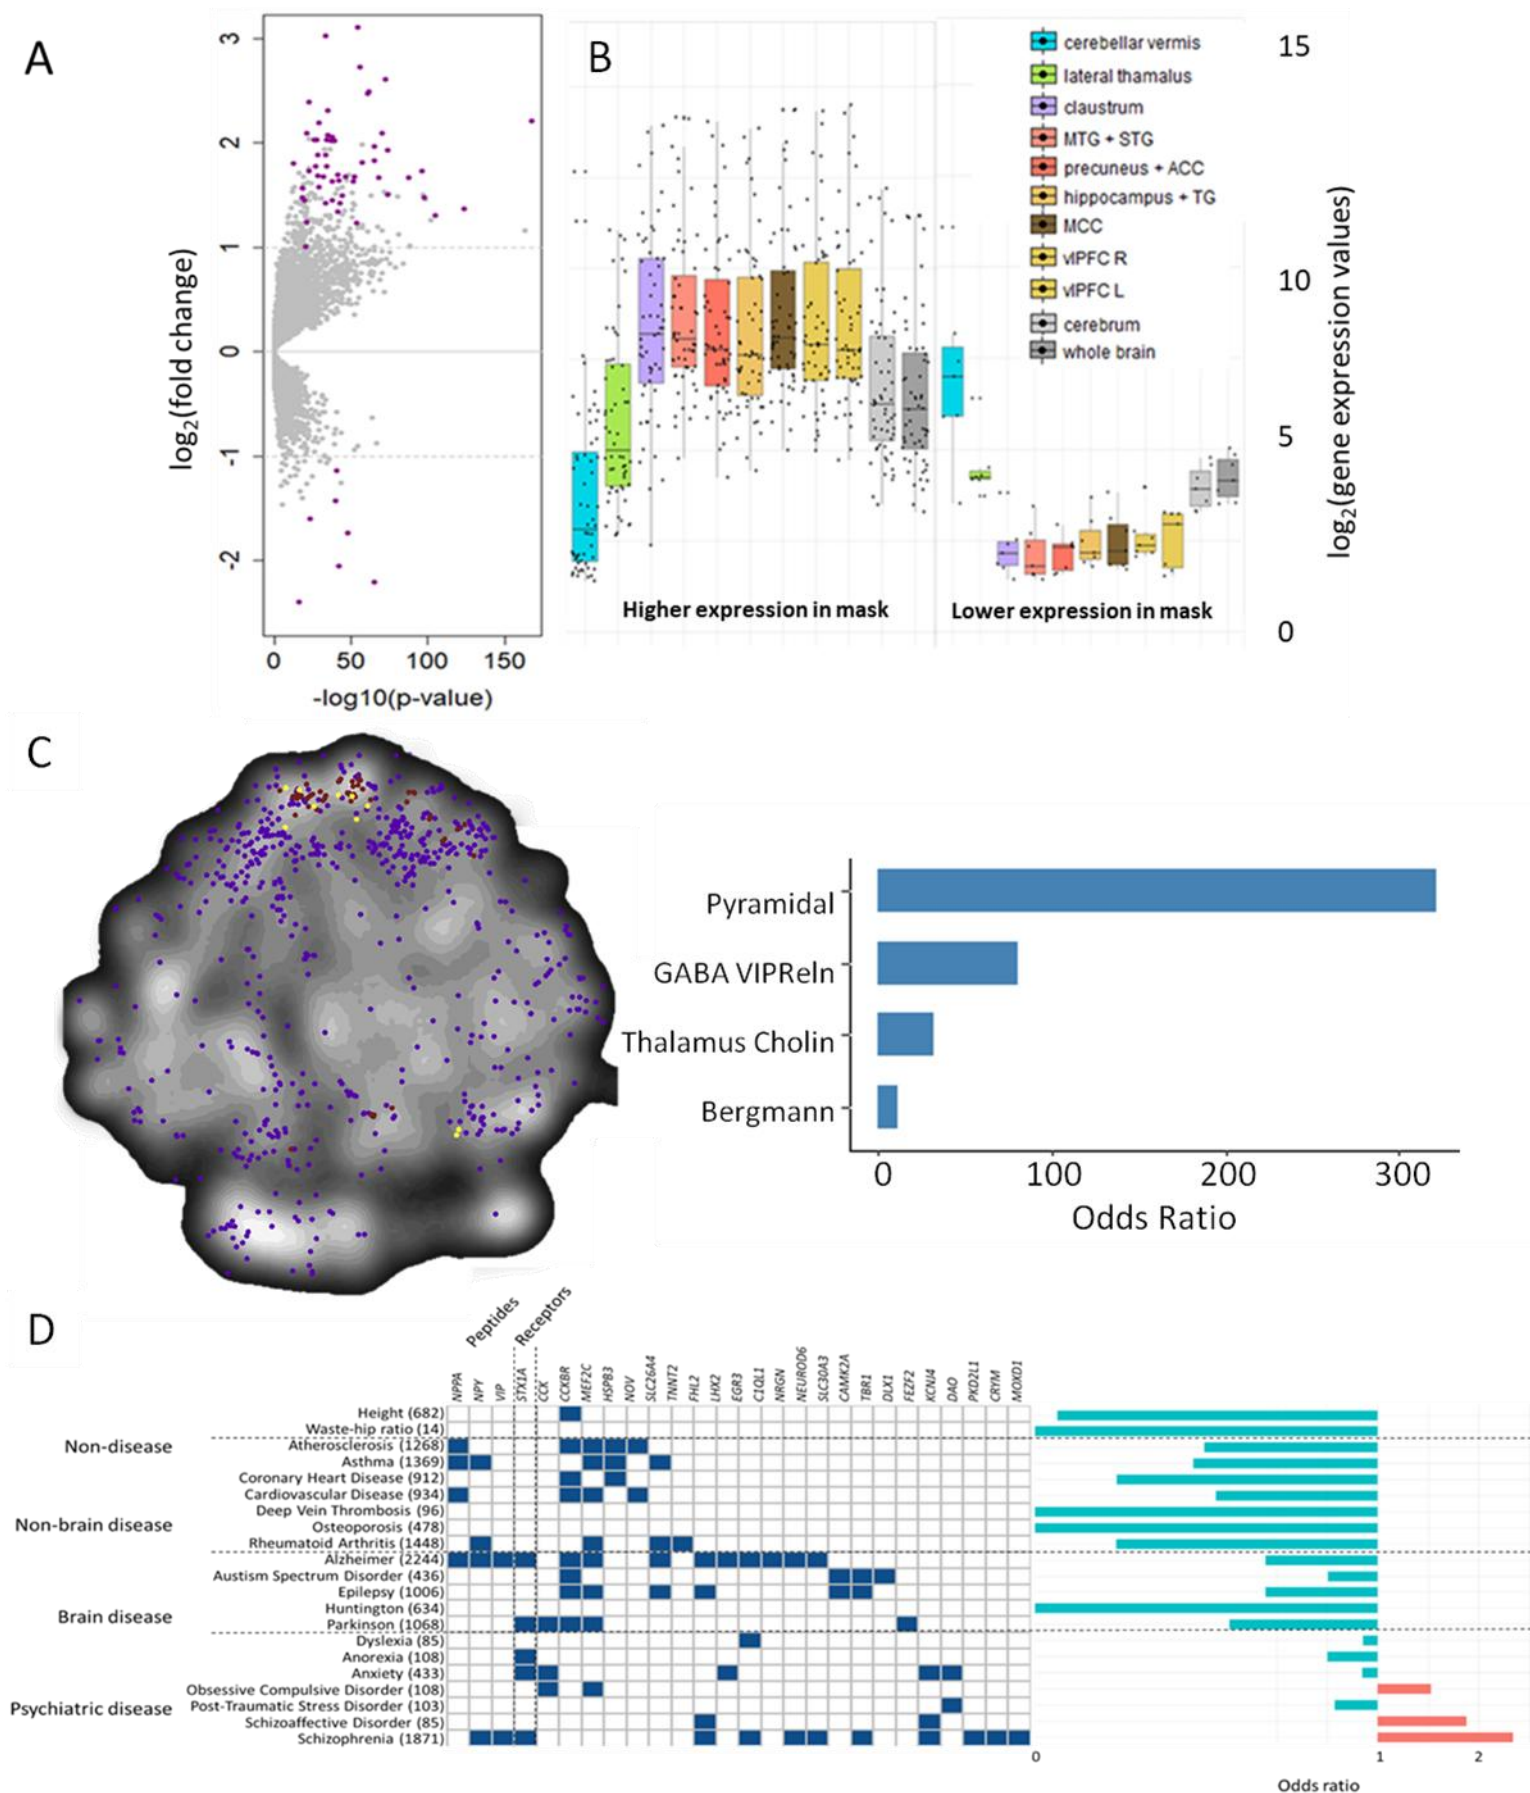 A
3
2
1
0
-1
-2
log2(fold change)
0 50 100 150
-log10(p-value)
B
cerebellar vermis
lateral thamalus
claustrum
MTG + STG
precuneus + ACC
hippocampus + TG
MCC
vlPFC R
vlPFC L
cerebrum
whole brain
Higher expression in mask
Lower expression in mask
15
10
5
0
log2(gene expression values)
C
Pyramidal
GABA VIPReln
Thalamus Cholin
Bergmann
0 100 200 300
Odds Ratio
D
Peptides
Receptors
NPPA
NPY
VIP
STX1A
CCK
CCKBR
MEF2C
HSPB3
NOV
SLC26A4
TNNT2
FHL2
LHX2
EGR3
C1QL1
NRGN
NEUROD6
SLC30A3
CAMK2A
TBR1
DLX1
FEZF2
KCNJ4
DAO
PKD2L1
CRYM
MOXD1
Height (682)
Waste-hip ratio (14)
Non-disease
Atherosclerosis (1268)
Asthma (1369)
Coronary Heart Disease (912)
Cardiovascular Disease (934)
Deep Vein Thrombosis (96)
Non-brain disease
Osteoporosis (478)
Rheumatoid Arthritis (1448)
Alzheimer (2244)
Austism Spectrum Disorder (436)
Epilepsy (1006)
Huntington (634)
Brain disease
Parkinson (1068)
Dyslexia (85)
Anorexia (108)
Anxiety (433)
Obsessive Compulsive Disorder (108)
Psychiatric disease
Post-Traumatic Stress Disorder (103)
Schizoaffective Disorder (85)
Schizophrenia (1871)
0 1 2
Odds ratio